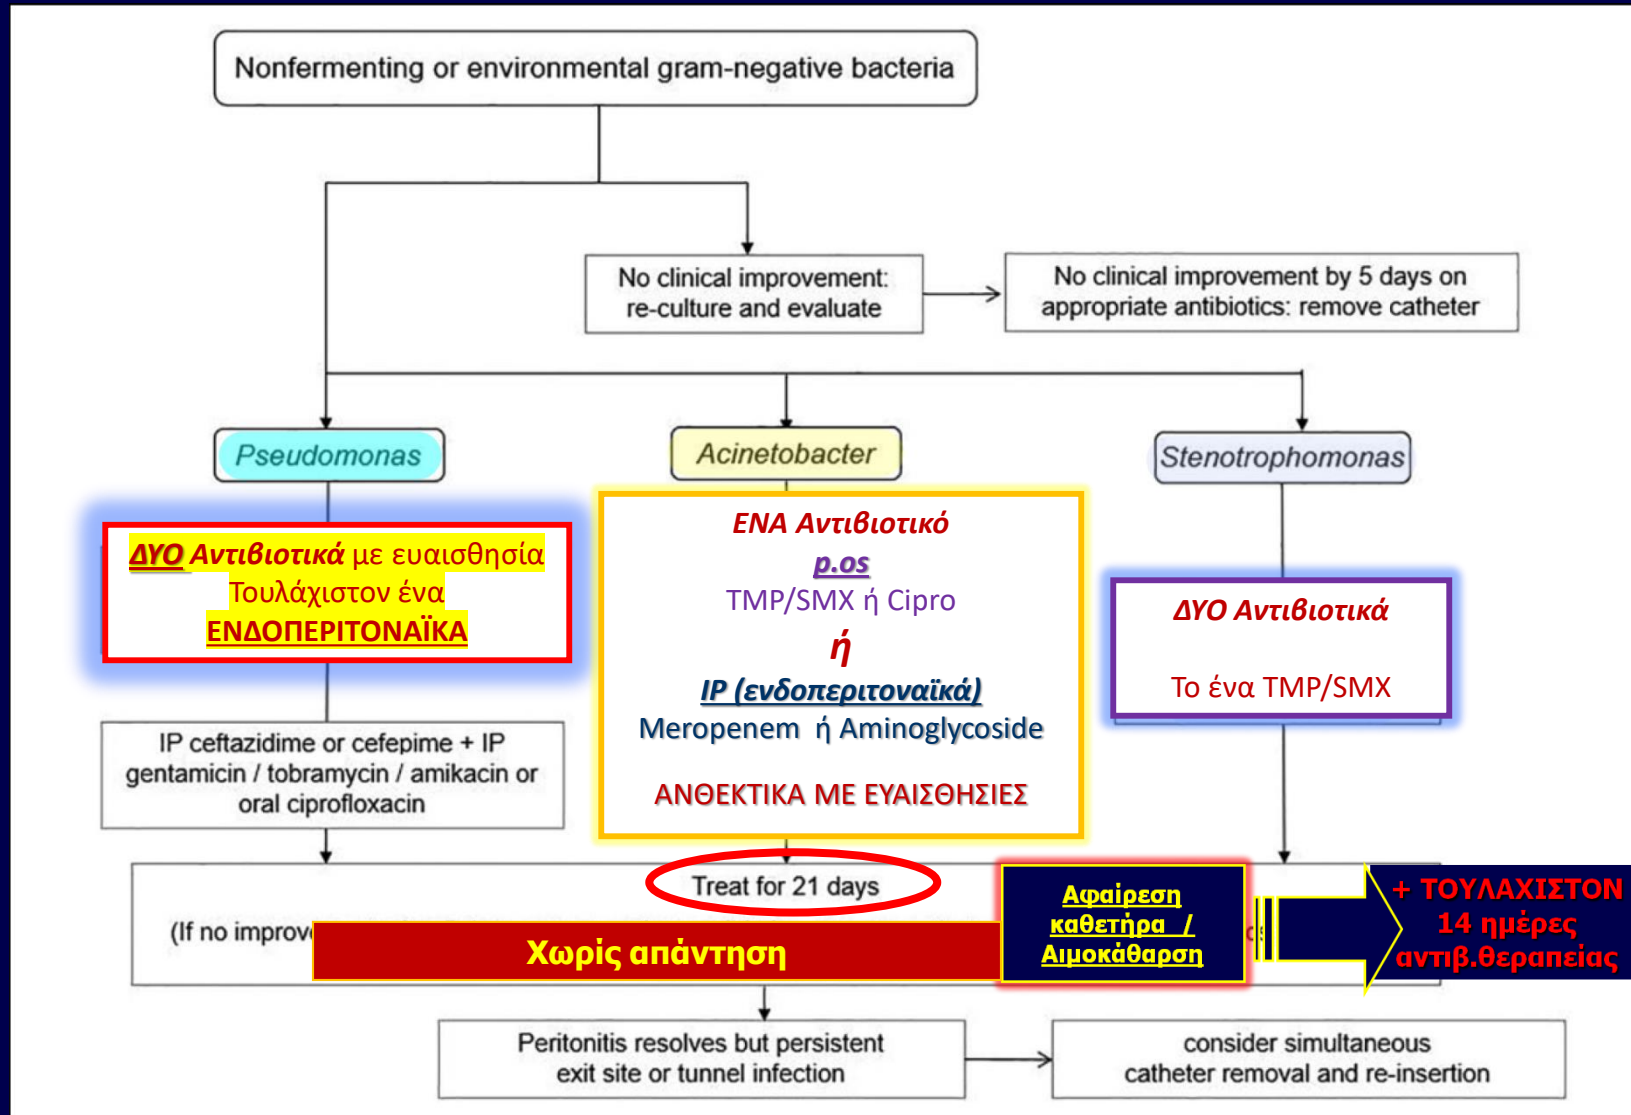 Nonfermenting or environmental gram-negative bacteria
No clinical improvement:
re-culture and evaluate
No clinical improvement by 5 days on
appropriate antibiotics: remove catheter
Pseudomonas
Acinetobacter
Stenotrophomonas
ΔΥΟ Αντιβιοτικά με ευαισθησία
Τουλάχιστον ένα
ΕΝΔΟΠΕΡΙΤΟΝΑΪΚΑ
ΕΝΑ Αντιβιοτικό
p.os
TMP/SMX ή Cipro
ή
IP (ενδοπεριτοναϊκά)
Meropenem ή Aminoglycoside
ΑΝΘΕΚΤΙΚΑ ΜΕ ΕΥΑΙΣΘΗΣΙΕΣ
ΔΥΟ Αντιβιοτικά
Το ένα TMP/SMX
IP ceftazidime or cefepime + IP
gentamicin / tobramycin / amikacin or
oral ciprofloxacin
Treat for 21 days
(If no improve
Χωρίς απάντηση
Αφαίρεση
καθετήρα /
Αιμοκάθαρση
+ ΤΟΥΛΑΧΙΣΤΟΝ
14 ημέρες
αντιβ.θεραπείας
Peritonitis resolves but persistent
exit site or tunnel infection
consider simultaneous
catheter removal and re-insertion